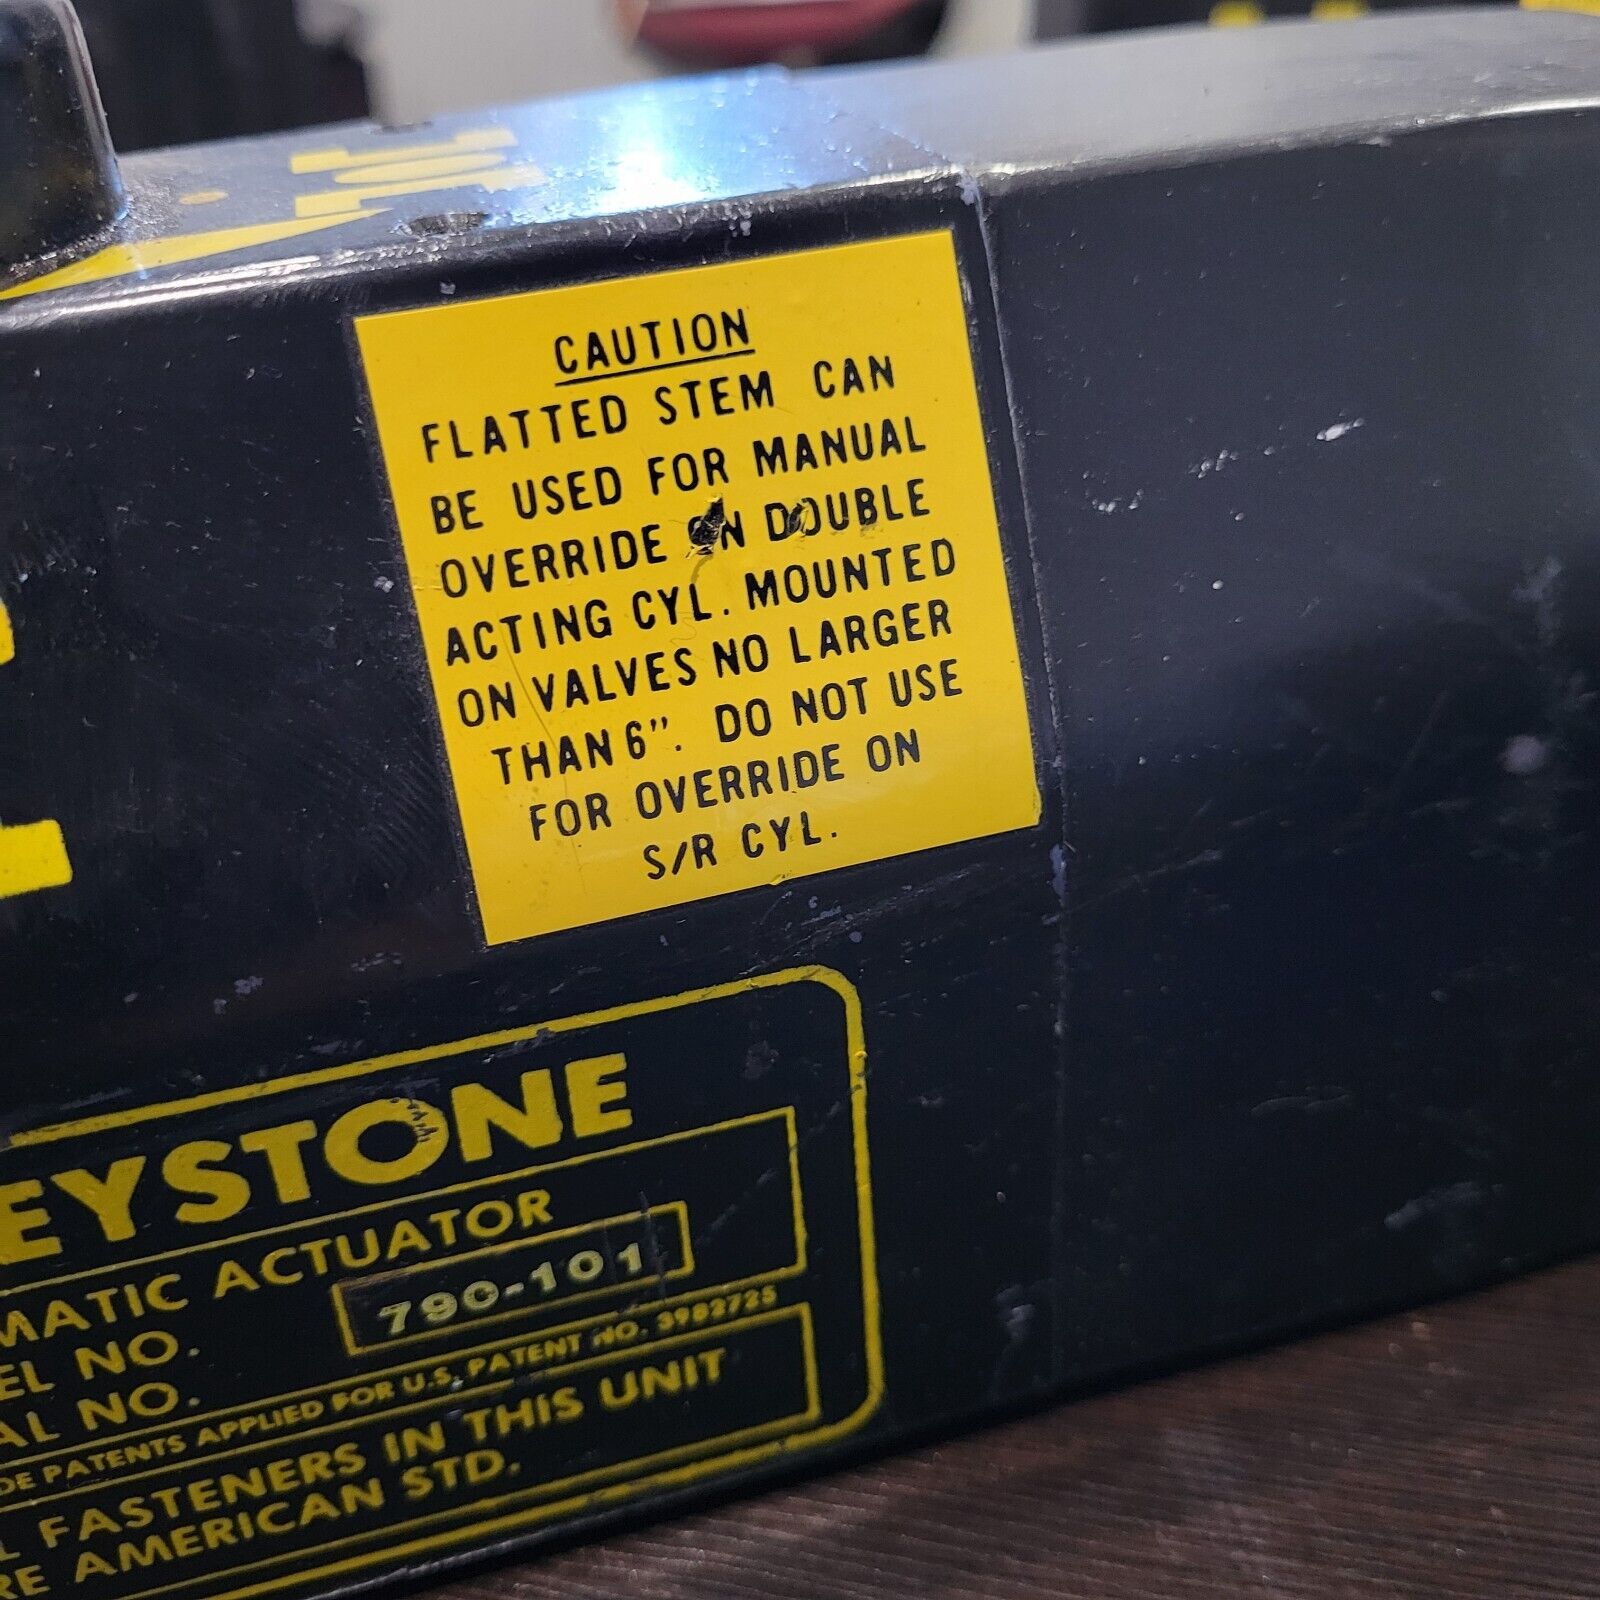 CAUTION
FLATTED STEM CAN
BE USED FOR MANUAL
OVERRIDE ON DOUBLE
ACTING CYL. MOUNTED
ON VALVES NO LARGER
THAN 6". DO NOT USE
FOR OVERRIDE ON
S/R CYL.
EYSTONE
MATIC ACTUATOR
EL NO. 790-101
AL NO.
DE PATENTS APPLIED FOR U.S. PATENT NO. 3982725
L FASTENERS IN THIS UNIT
RE AMERICAN STD.